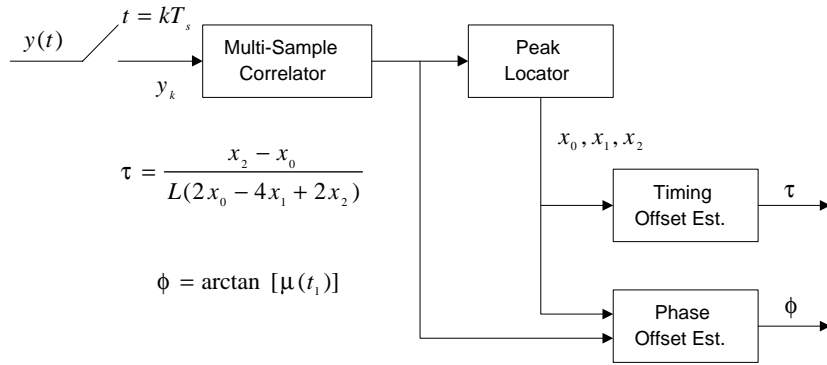 t = kT_s
y(t)
y_k
Multi-Sample
Correlator
Peak
Locator
x_0, x_1, x_2
τ = \frac{x_2 - x_0}{L(2x_0 - 4x_1 + 2x_2)}
Timing
Offset Est.
τ
φ = arctan [μ(t_1)]
Phase
Offset Est.
φ